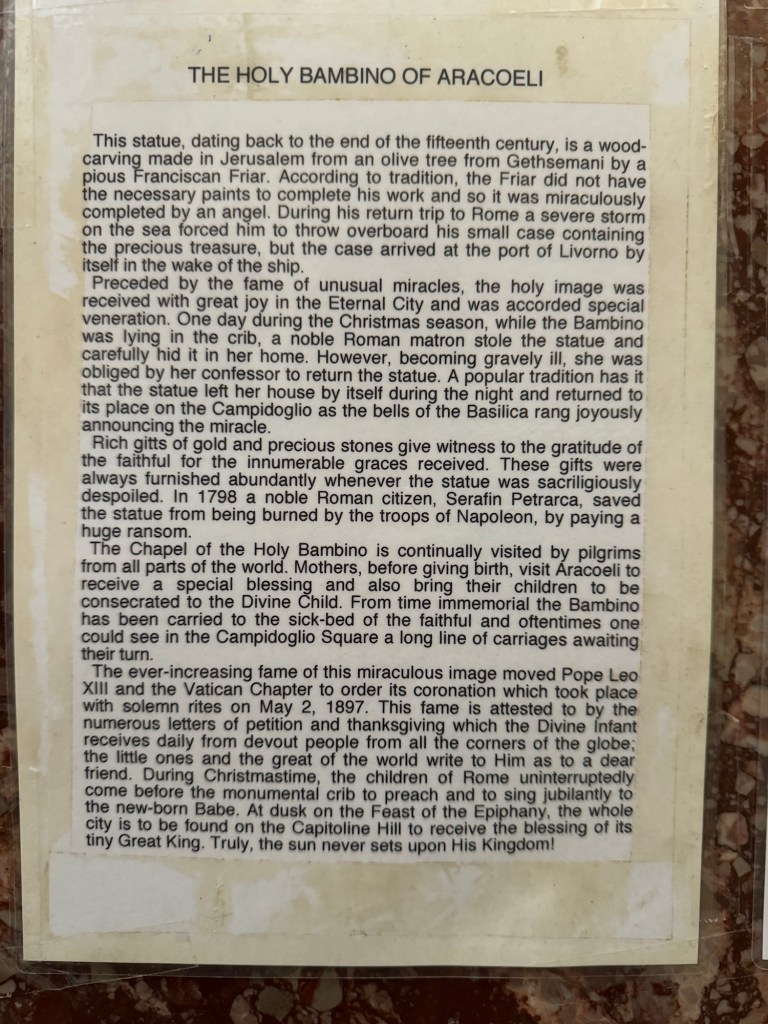 THE HOLY BAMBINO OF ARACOELI
This statue, dating back to the end of the fifteenth century, is a wood-
carving made in Jerusalem from an olive tree from Gethsemani by a
pious Franciscan Friar. According to tradition, the Friar did not have
the necessary paints to complete his work and so it was miraculously
completed by an angel. During his return trip to Rome a severe storm
on the sea forced him to throw overboard his small case containing
the precious treasure, but the case arrived at the port of Livorno by
itself in the wake of the ship.
Preceded by the fame of unusual miracles, the holy image was
received with great joy in the Eternal City and was accorded special
veneration. One day during the Christmas season, while the Bambino
was lying in the crib, a noble Roman matron stole the statue and
carefully hid it in her home. However, becoming gravely ill, she was
obliged by her confessor to return the statue. A popular tradition has it
that the statue left her house by itself during the night and returned to
its place on the Campidoglio as the bells of the Basilica rang joyously
announcing the miracle.
Rich gitts of gold and precious stones give witness to the gratitude of
the faithful for the innumerable graces received. These gifts were
always furnished abundantly whenever the statue was sacriligiously
despoiled. In 1798 a noble Roman citizen, Serafin Petrarca, saved
the statue from being burned by the troops of Napoleon, by paying a
huge ransom.
The Chapel of the Holy Bambino is continually visited by pilgrims
from all parts of the world. Mothers, before giving birth, visit Aracoeli to
receive a special blessing and also bring their children to be
consecrated to the Divine Child. From time immemorial the Bambino
has been carried to the sick-bed of the faithful and oftentimes one
could see in the Campidoglio Square a long line of carriages awaiting
their turn.
The ever-increasing fame of this miraculous image moved Pope Leo
XIII and the Vatican Chapter to order its coronation which took place
with solemn rites on May 2, 1897. This fame is attested to by the
numerous letters of petition and thanksgiving which the Divine Infant
receives daily from devout people from all the corners of the globe;
the little ones and the great of the world write to Him as to a dear
friend. During Christmastime, the children of Rome uninterruptedly
come before the monumental crib to preach and to sing jubilantly to
the new-born Babe. At dusk on the Feast of the Epiphany, the whole
city is to be found on the Capitoline Hill to receive the blessing of its
tiny Great King. Truly, the sun never sets upon His Kingdom!